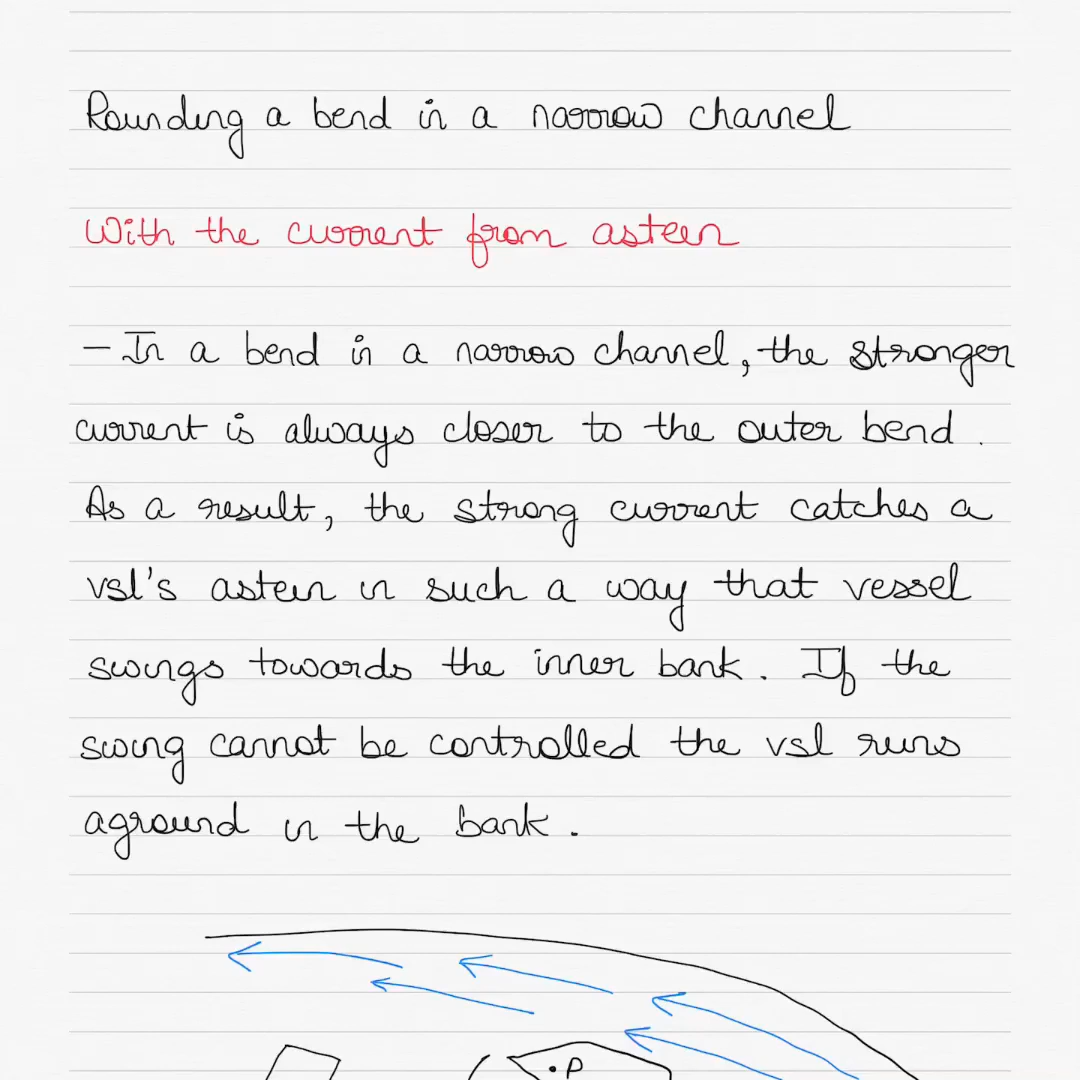 Rounding a bend in a narrow channel
With the current from astern
– In a bend in a narrow channel, the stronger
current is always closer to the outer bend.
As a result, the strong current catches a
vsl's astern in such a way that vessel
swings towards the inner bank. If the
swing cannot be controlled the vsl runs
aground in the bank.
P